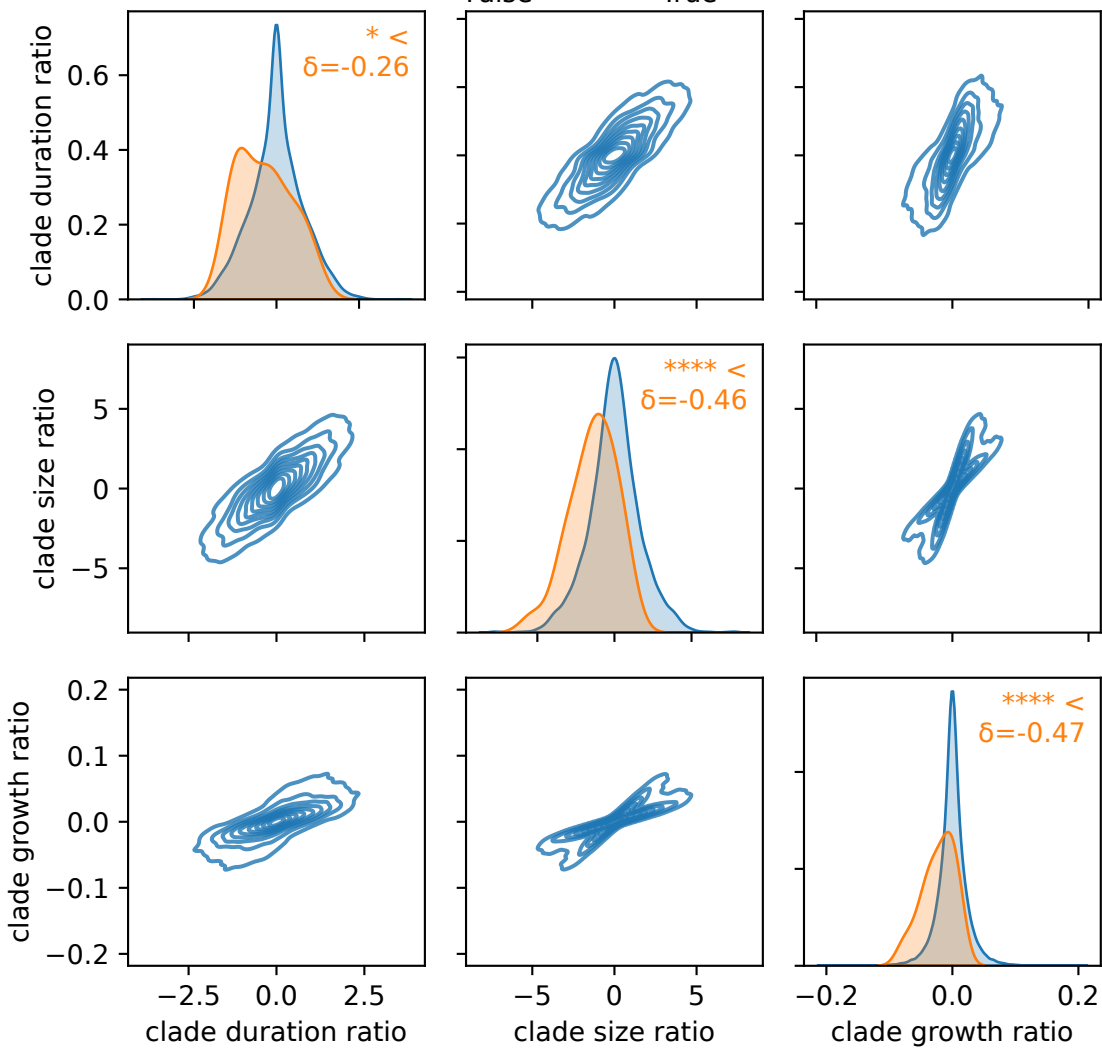 True
clade duration ratio
0.6
0.4
0.2
0.0
* <
δ=-0.26
clade size ratio
5
0
−5
**** <
δ=-0.46
clade growth ratio
0.2
0.1
0.0
−0.1
−0.2
**** <
δ=-0.47
−2.5 0.0 2.5
−5 0 5
−0.2 0.0 0.2
clade duration ratio
clade size ratio
clade growth ratio